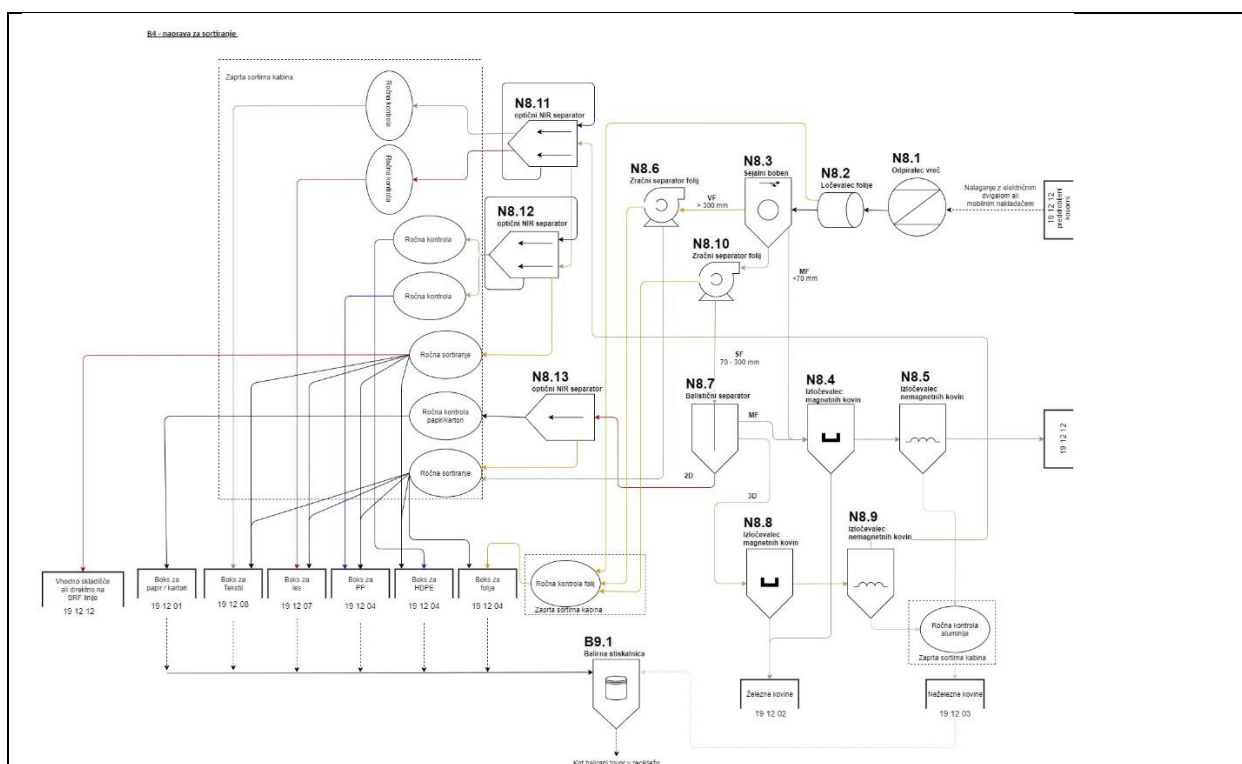 B4 - naprava za sortiranje
Zaprta sortirna kabina
Ročna kontrola
Ročna kontrola
Ročna kontrola
Ročna kontrola
Ročna sortiranje
Ročna kontrola
papir/karton
Ročna sortiranje
N8.11
optični NIR separator
N8.12
optični NIR separator
N8.13
optični NIR separator
N8.6
Zračni separator folij
VF
> 300 mm
N8.3
Sejalni boben
N8.2
Ločevalec folije
N8.1
Odpiralec vreč
Nalaganje z električnim
dvigalom ali
mobilnim nakladačem
19 12 12
predrobljeni
kosovni
N8.10
Zračni separator folij
MF
<70 mm
SF
70 - 300 mm
N8.7
Balistični separator
MF
2D
3D
N8.4
Izločevalec
magnetnih kovin
N8.5
Izločevalec
nemagnetnih kovin
19 12 12
N8.8
Izločevalec
magnetnih kovin
N8.9
Izločevalec
nemagnetnih kovin
Ročna kontrola
aluminija
Zaprta sortirna kabina
Železne kovine
19 12 02
Neželezne kovine
19 12 03
Vhodno skladišče
ali direktno na
SRF linijo
19 12 12
Boks za
papir / karton
19 12 01
Boks za
Tekstil
19 12 08
Boks za
les
19 12 07
Boks za
PP
19 12 04
Boks za
HDPE
19 12 04
Boks za
folije
19 12 04
Ročna kontrola folij
Zaprta sortirna kabina
B9.1
Balirna stiskalnica
Kot balirani tovor v reciklažo